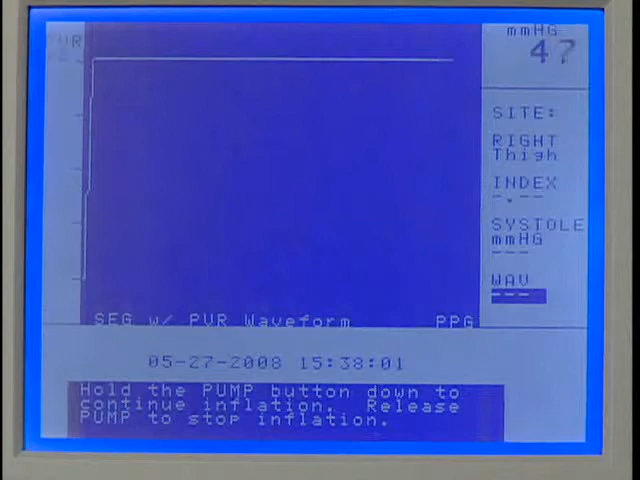 PVR
mmHG
47
SITE:
RIGHT
Thigh
INDEX
-.--
SYSTOLE
mmHG
---
WAV
---
SEG w/ PVR Waveform PPG
05-27-2008 15:38:01
Hold the PUMP button down to
continue inflation. Release
PUMP to stop inflation.